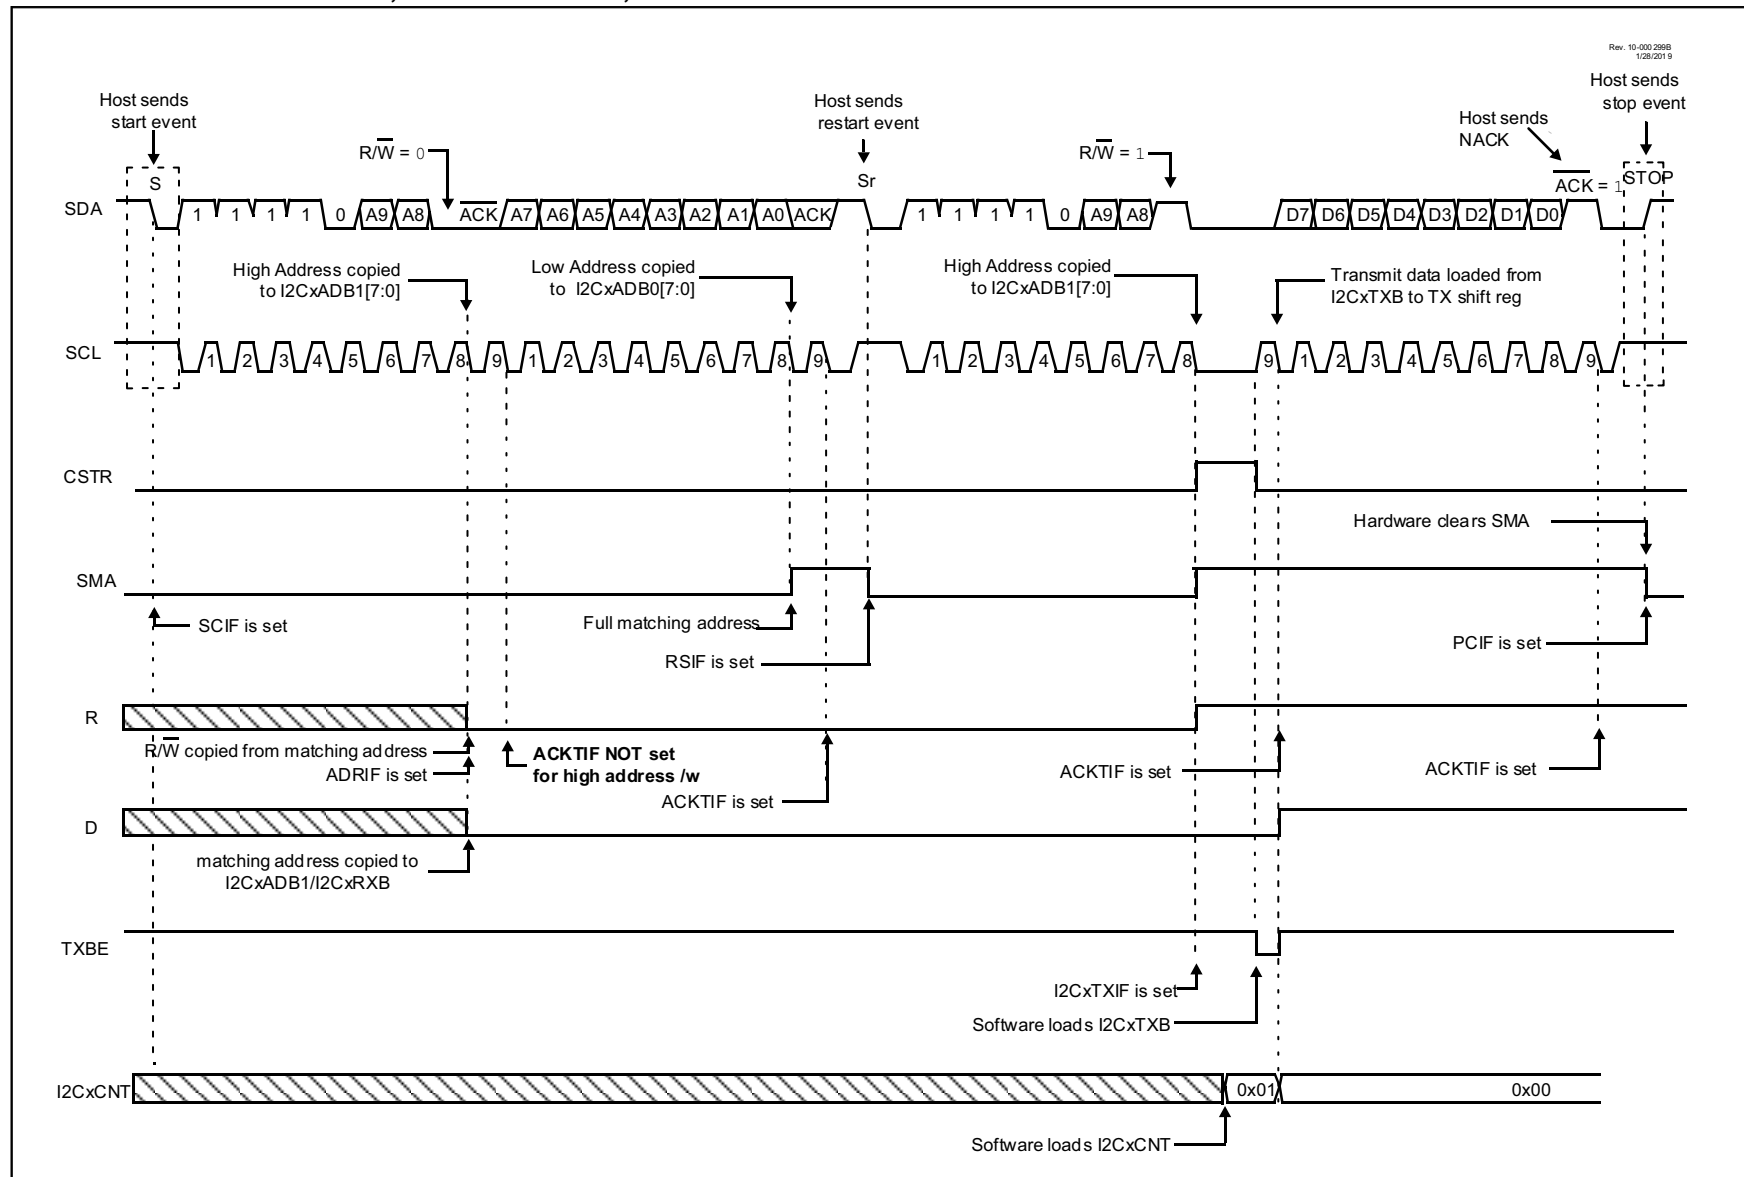 Rev. 10-000 299B
1/28/2019
Host sends
start event
Host sends
restart event
Host sends
stop event
Host sends
NACK
R/W = 0
R/W = 1
ACK = 1
S
Sr
STOP
SDA
1 1 1 1 0 A9 A8 ACK A7 A6 A5 A4 A3 A2 A1 A0 ACK 1 1 1 1 0 A9 A8 D7 D6 D5 D4 D3 D2 D1 D0
High Address copied
to I2CxADB1[7:0]
Low Address copied
to I2CxADB0[7:0]
High Address copied
to I2CxADB1[7:0]
Transmit data loaded from
I2CxTXB to TX shift reg
SCL
1 2 3 4 5 6 7 8 9 1 2 3 4 5 6 7 8 9 1 2 3 4 5 6 7 8 9 1 2 3 4 5 6 7 8 9
CSTR
Hardware clears SMA
SMA
SCIF is set
Full matching address
RSIF is set
PCIF is set
R
R/W copied from matching address
ADRIF is set
ACKTIF NOT set
for high address /w
ACKTIF is set
ACKTIF is set
ACKTIF is set
D
matching address copied to
I2CxADB1/I2CxRXB
TXBE
I2CxTXIF is set
Software loads I2CxTXB
I2CxCNT
0x01
0x00
Software loads I2CxCNT